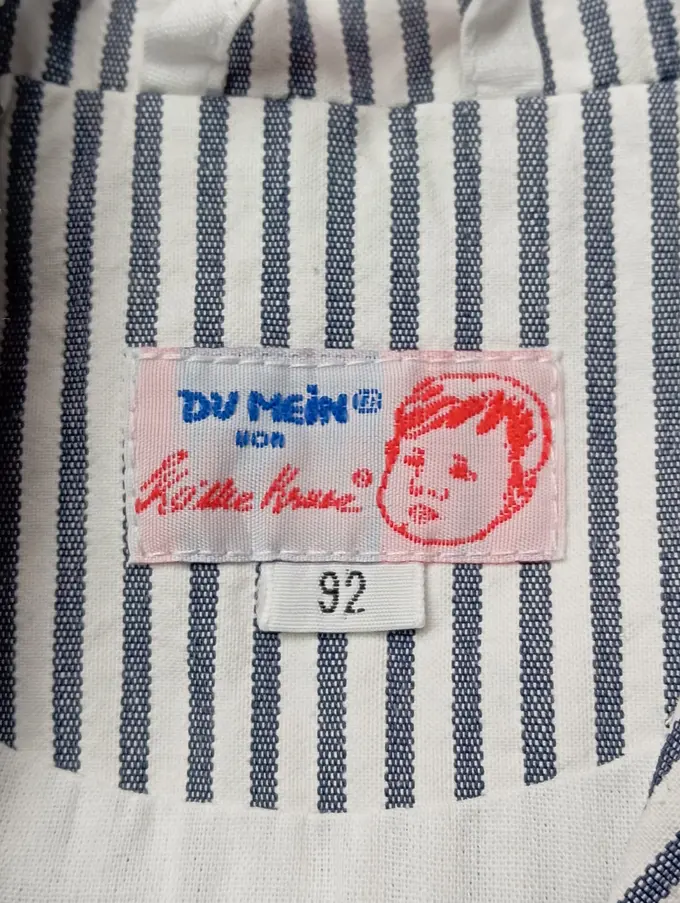 DU MEIN®
von
Käthe Kruse®
92